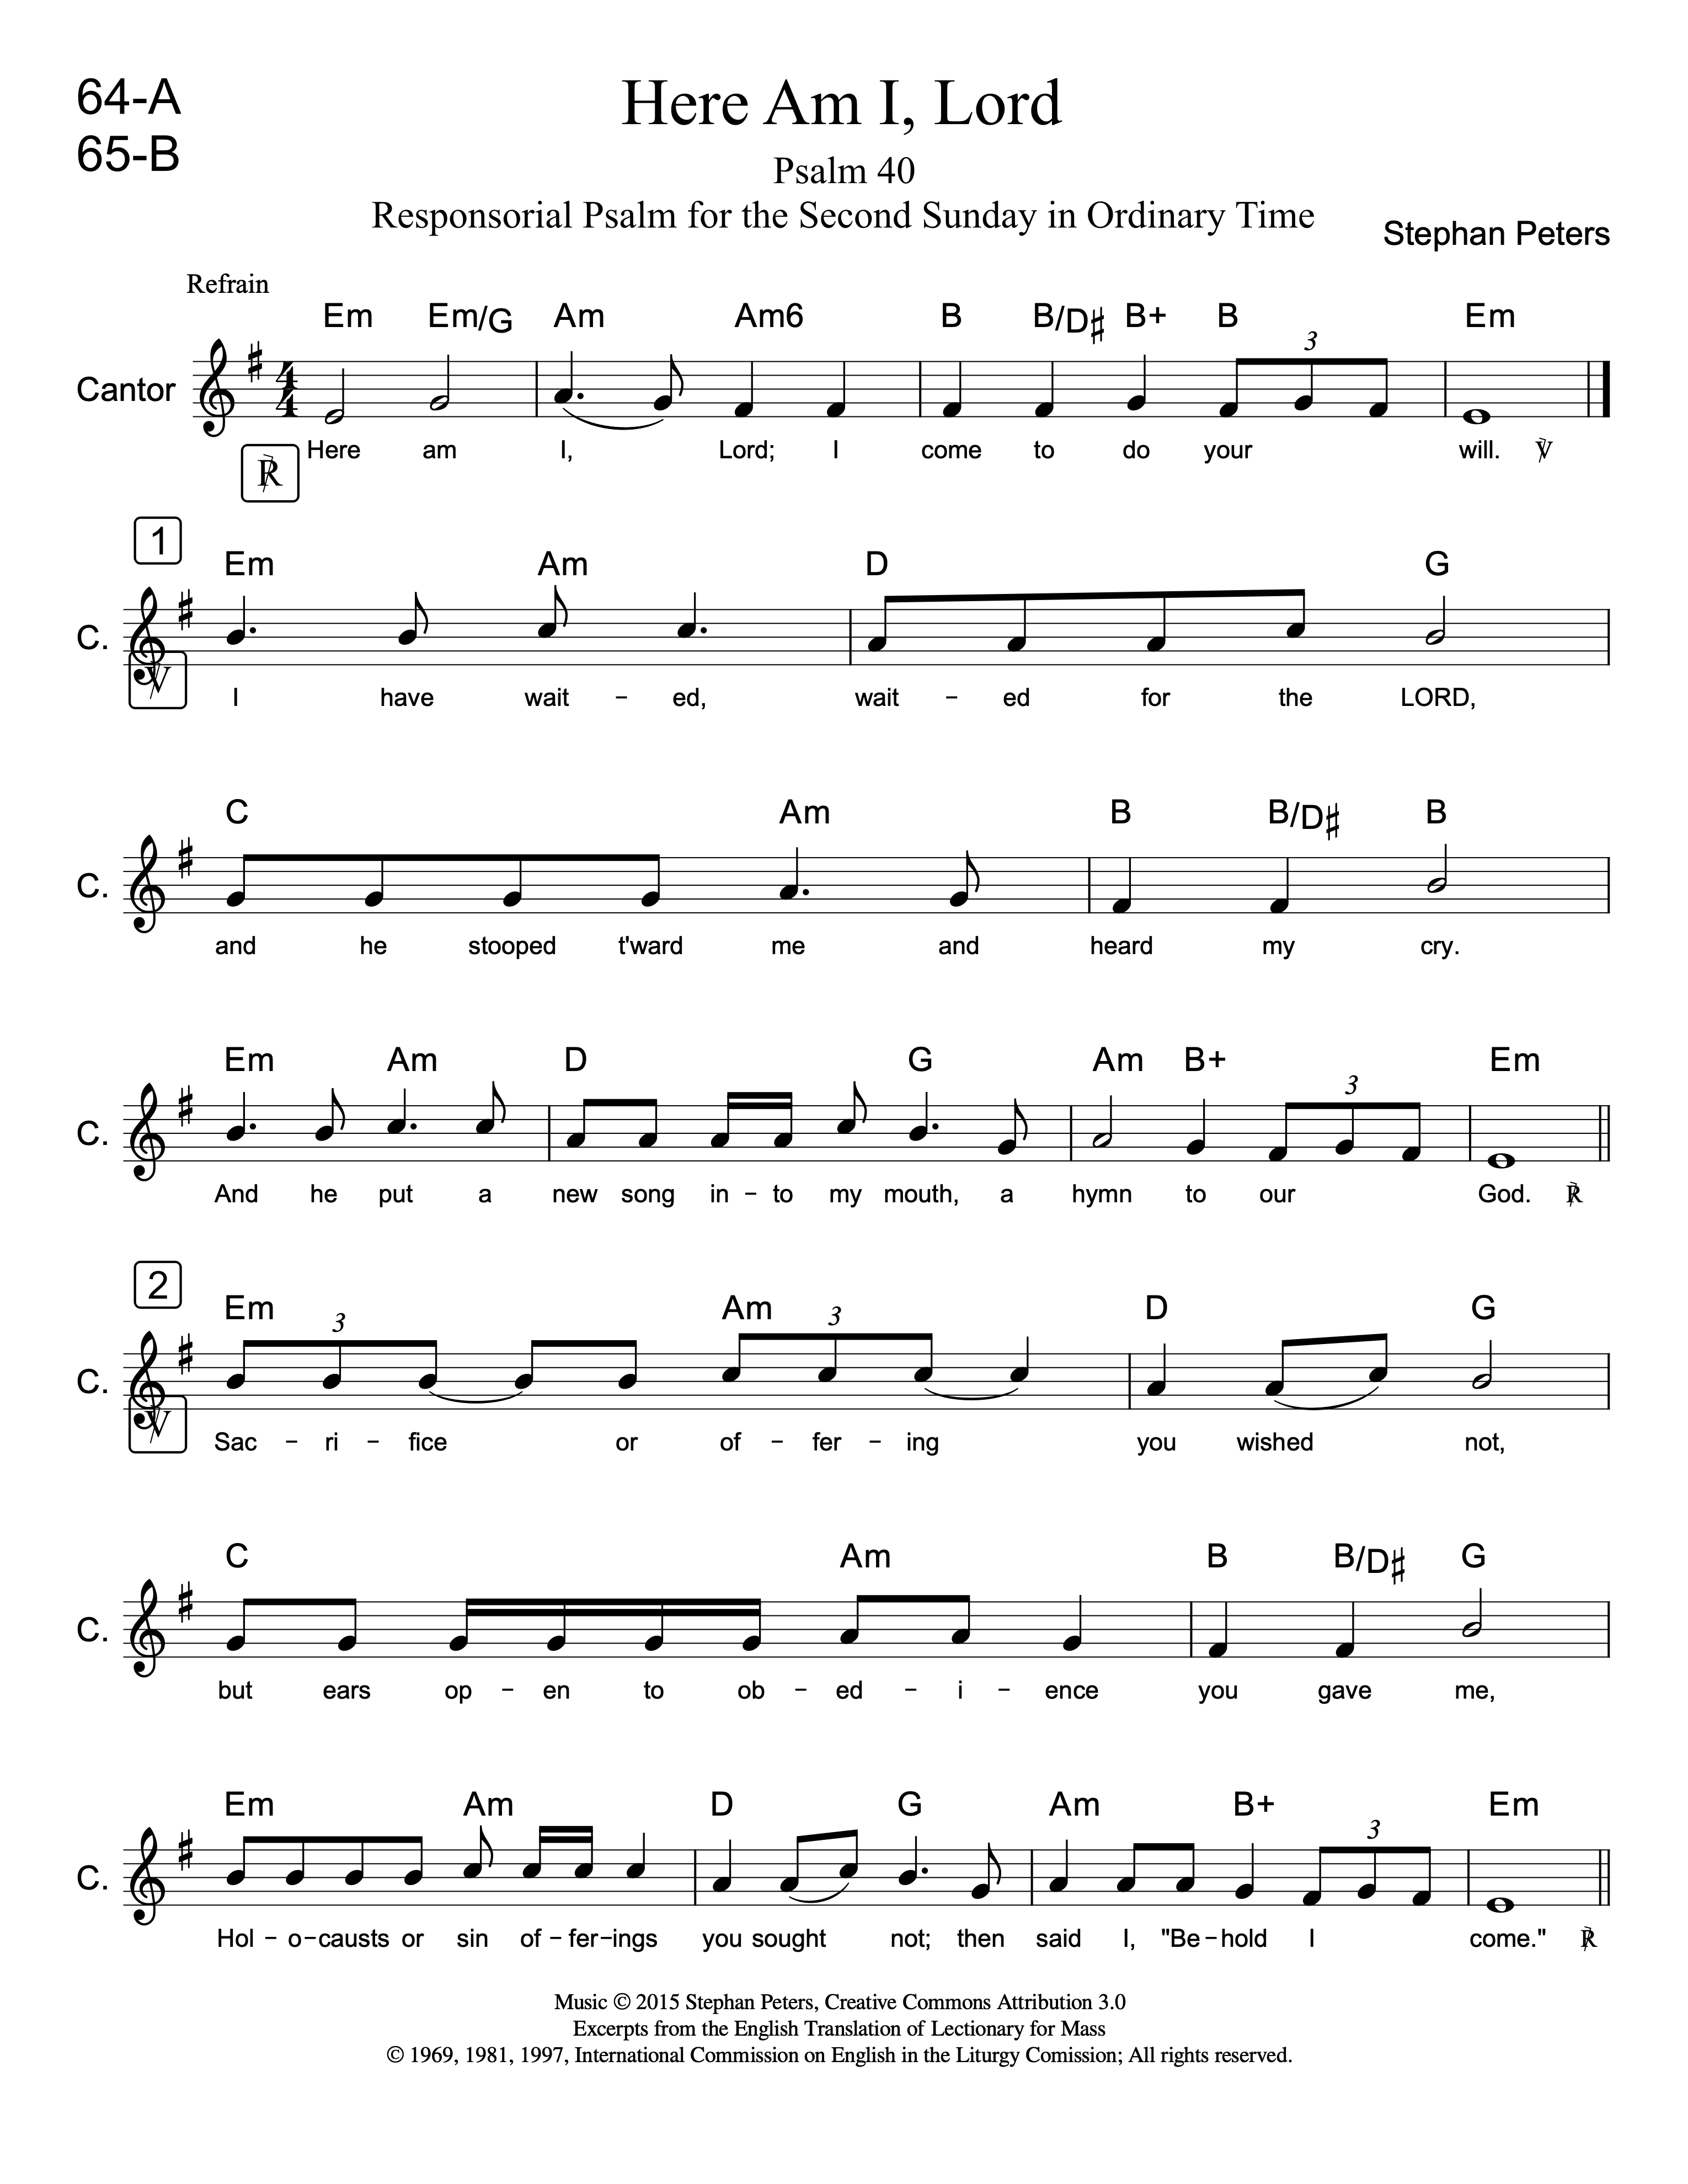 64-A
65-B
Here Am I, Lord
Psalm 40
Responsorial Psalm for the Second Sunday in Ordinary Time
Stephan Peters
Refrain
Em Em/G Am Am6 B B/D♯ B+ B Em
3
Cantor
4
4
Here am I, Lord; I come to do your will. ℣
℟
1
Em Am D G
C.
℣
I have wait – ed, wait – ed for the LORD,
C Am B B/D♯ B
C.
and he stooped t'ward me and heard my cry.
Em Am D G Am B+ Em
3
C.
And he put a new song in – to my mouth, a hymn to our God. ℟
2
Em Am D G
3 3
C.
℣
Sac – ri – fice or of – fer – ing you wished not,
C Am B B/D♯ G
C.
but ears op – en to ob – ed – i – ence you gave me,
Em Am D G Am B+ Em
3
C.
Hol – o – causts or sin of – fer – ings you sought not; then said I, "Be – hold I come." ℟
Music © 2015 Stephan Peters, Creative Commons Attribution 3.0
Excerpts from the English Translation of Lectionary for Mass
© 1969, 1981, 1997, International Commission on English in the Liturgy Comission; All rights reserved.